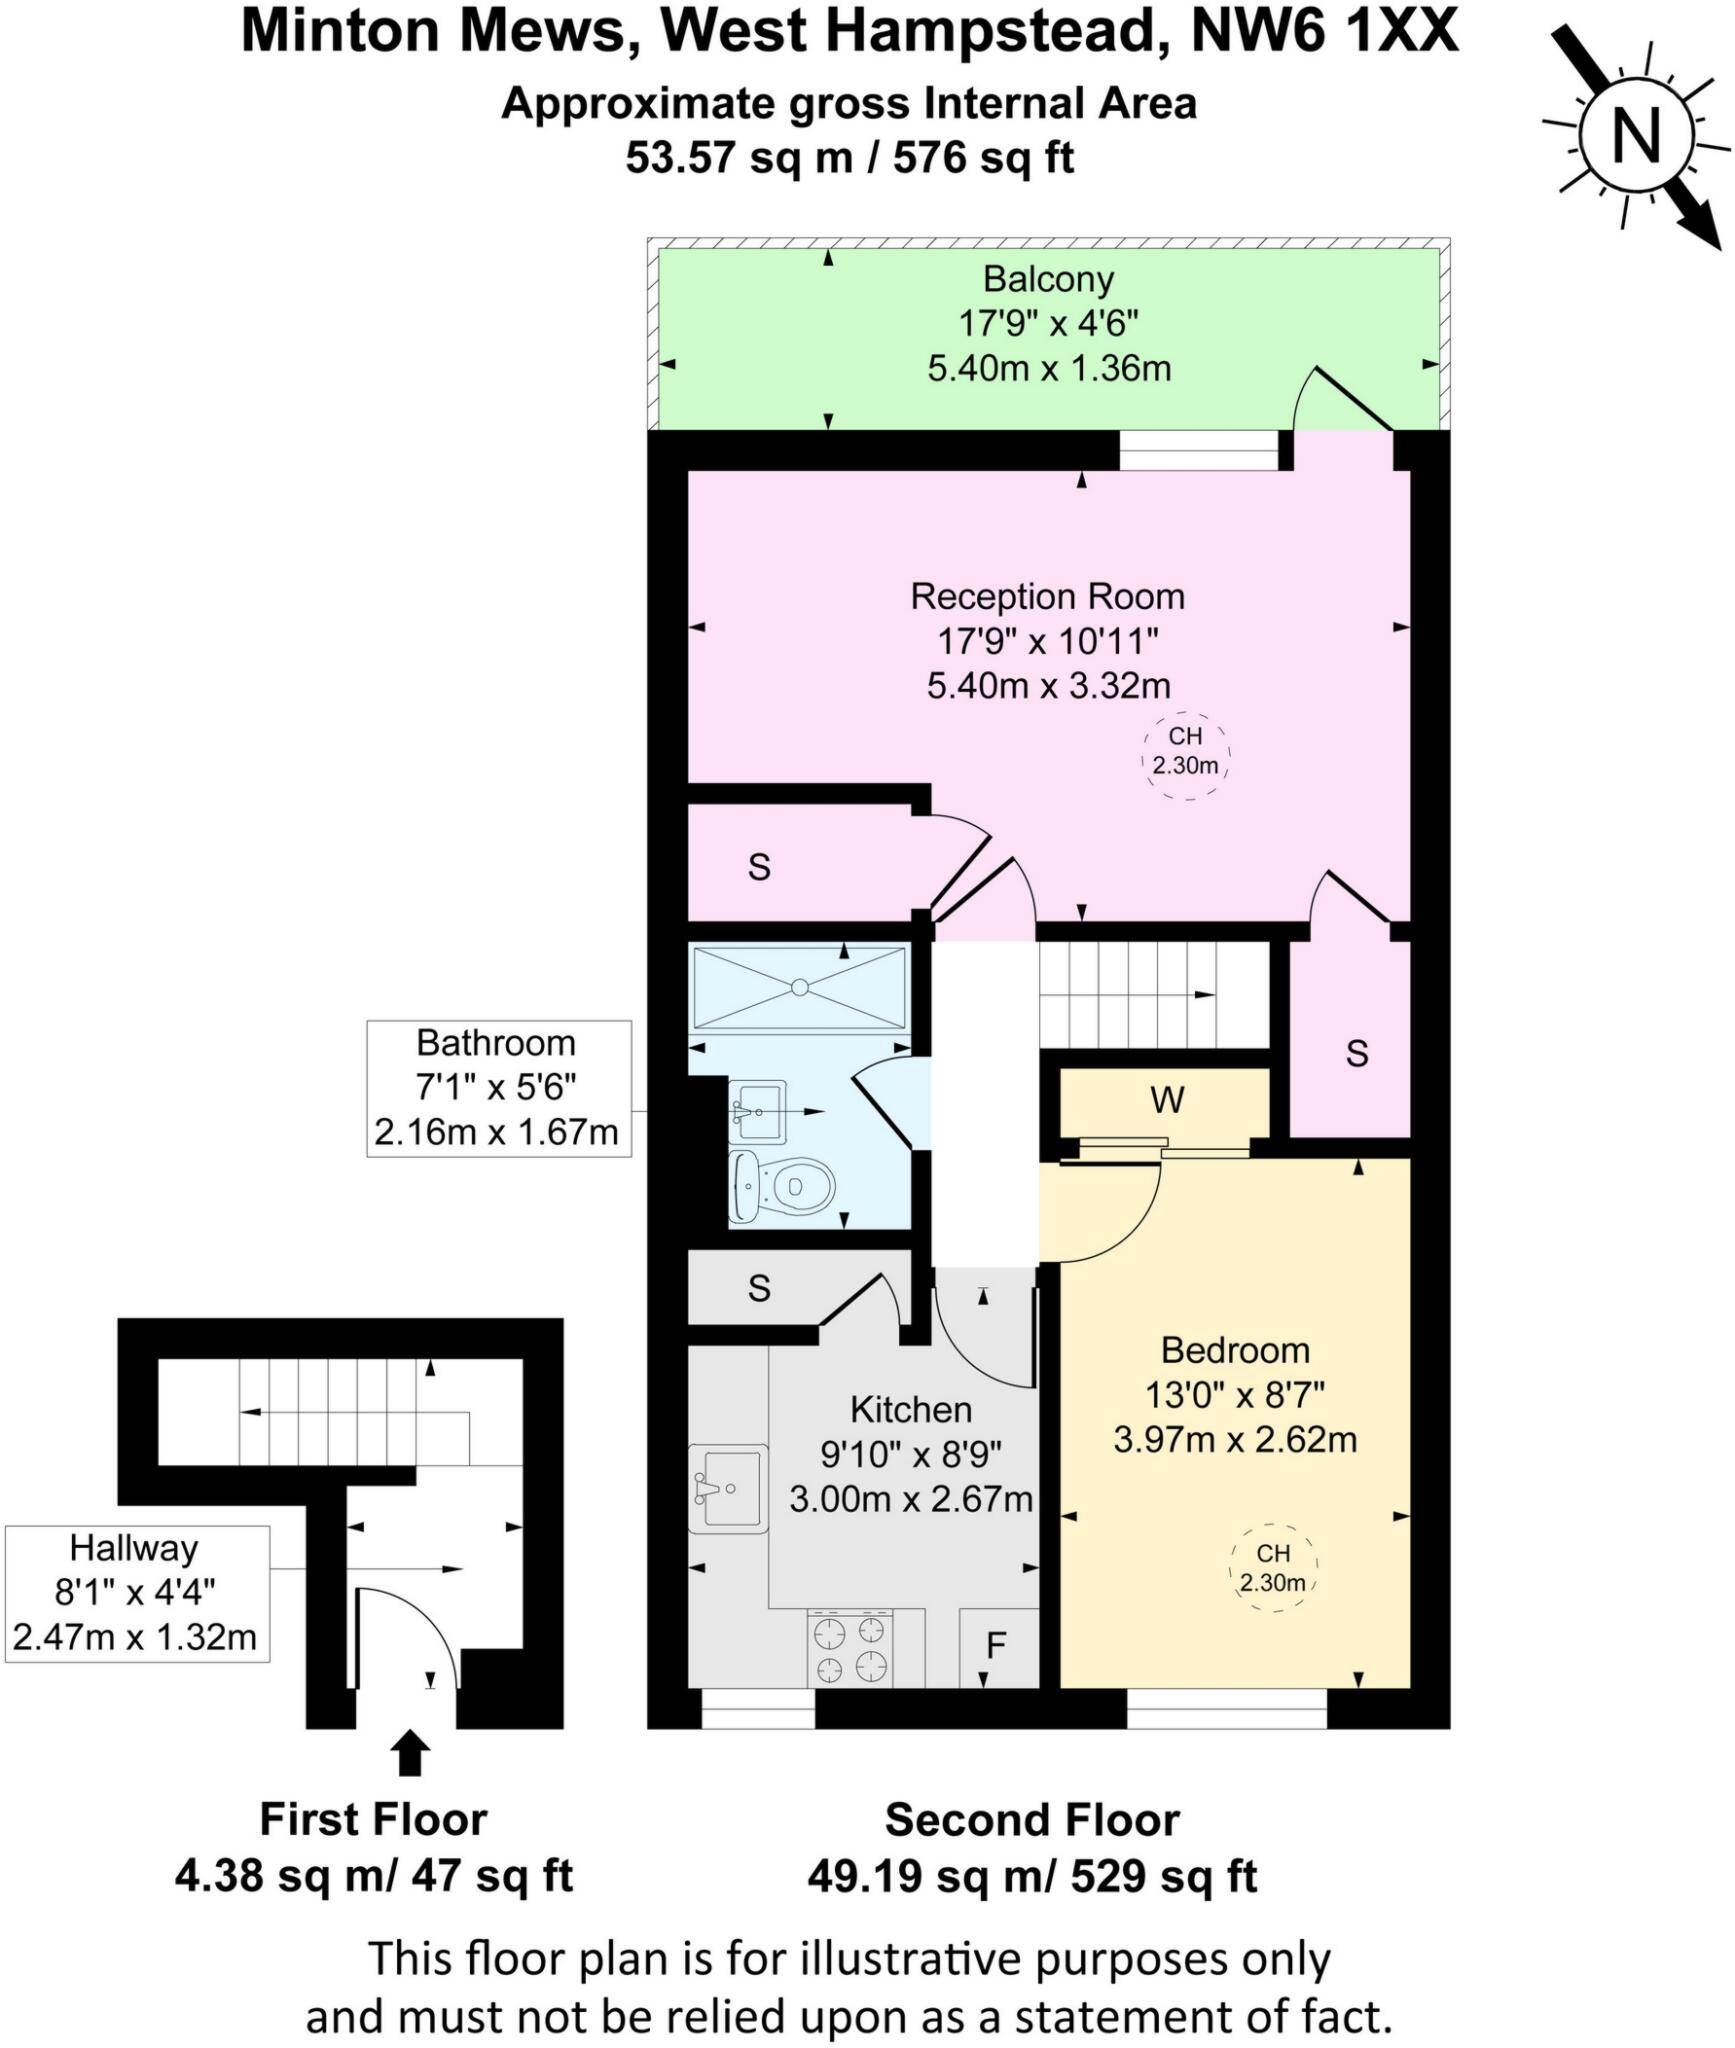 Minton Mews, West Hampstead, NW6 1XX
Approximate gross Internal Area
53.57 sq m / 576 sq ft
N
Balcony
17'9" x 4'6"
5.40m x 1.36m
Reception Room
17'9" x 10'11"
5.40m x 3.32m
CH
2.30m
S
S
Bathroom
7'1" x 5'6"
2.16m x 1.67m
W
S
Kitchen
9'10" x 8'9"
3.00m x 2.67m
F
Bedroom
13'0" x 8'7"
3.97m x 2.62m
CH
2.30m
Hallway
8'1" x 4'4"
2.47m x 1.32m
First Floor
4.38 sq m/ 47 sq ft
Second Floor
49.19 sq m/ 529 sq ft
This floor plan is for illustrative purposes only
and must not be relied upon as a statement of fact.